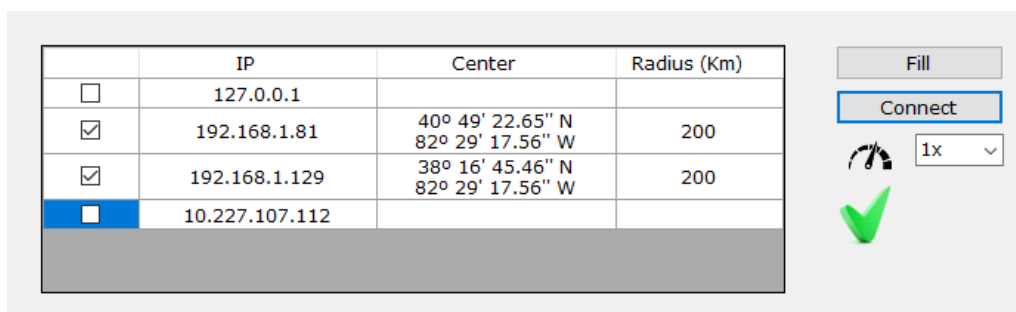 IP Center Radius (Km)
127.0.0.1
192.168.1.81 40º 49' 22.65'' N 200
82º 29' 17.56'' W
192.168.1.129 38º 16' 45.46'' N 200
82º 29' 17.56'' W
10.227.107.112
Fill
Connect
1x